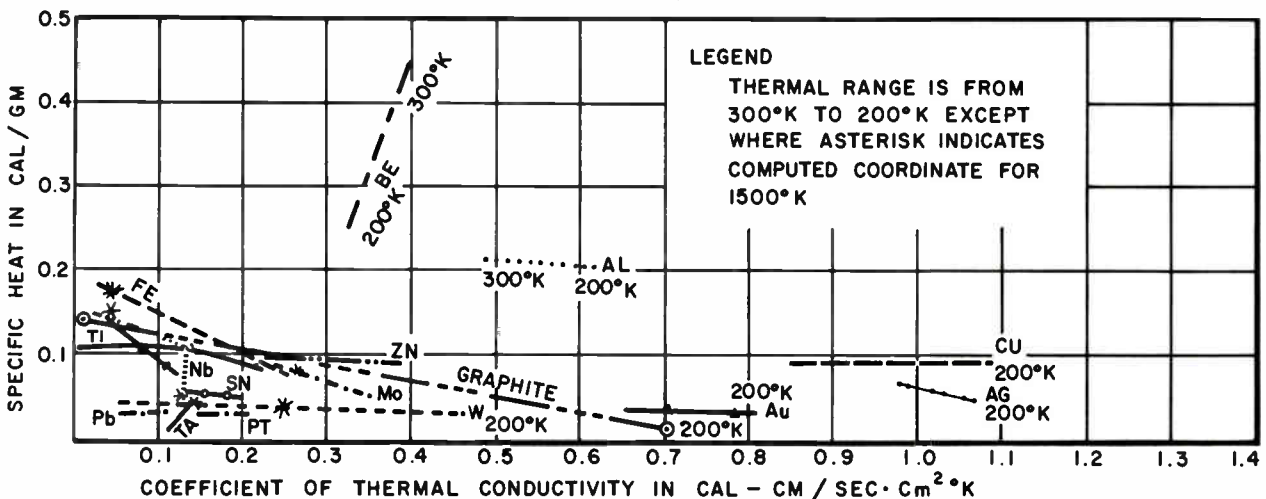 SPECIFIC HEAT IN CAL/GM
0.5
0.4
0.3
0.2
0.1
LEGEND
THERMAL RANGE IS FROM
300°K TO 200°K EXCEPT
WHERE ASTERISK INDICATES
COMPUTED COORDINATE FOR
1500°K
300°K
BE
200°K
AL
300°K
200°K
FE
TI
Nb
SN
ZN
GRAPHITE
Mo
Pb
TA
PT
W
200°K
200°K
200°K
Au
CU
200°K
AG
200°K
0.1 0.2 0.3 0.4 0.5 0.6 0.7 0.8 0.9 1.0 1.1 1.2 1.3 1.4
COEFFICIENT OF THERMAL CONDUCTIVITY IN CAL-CM/SEC·Cm²°K